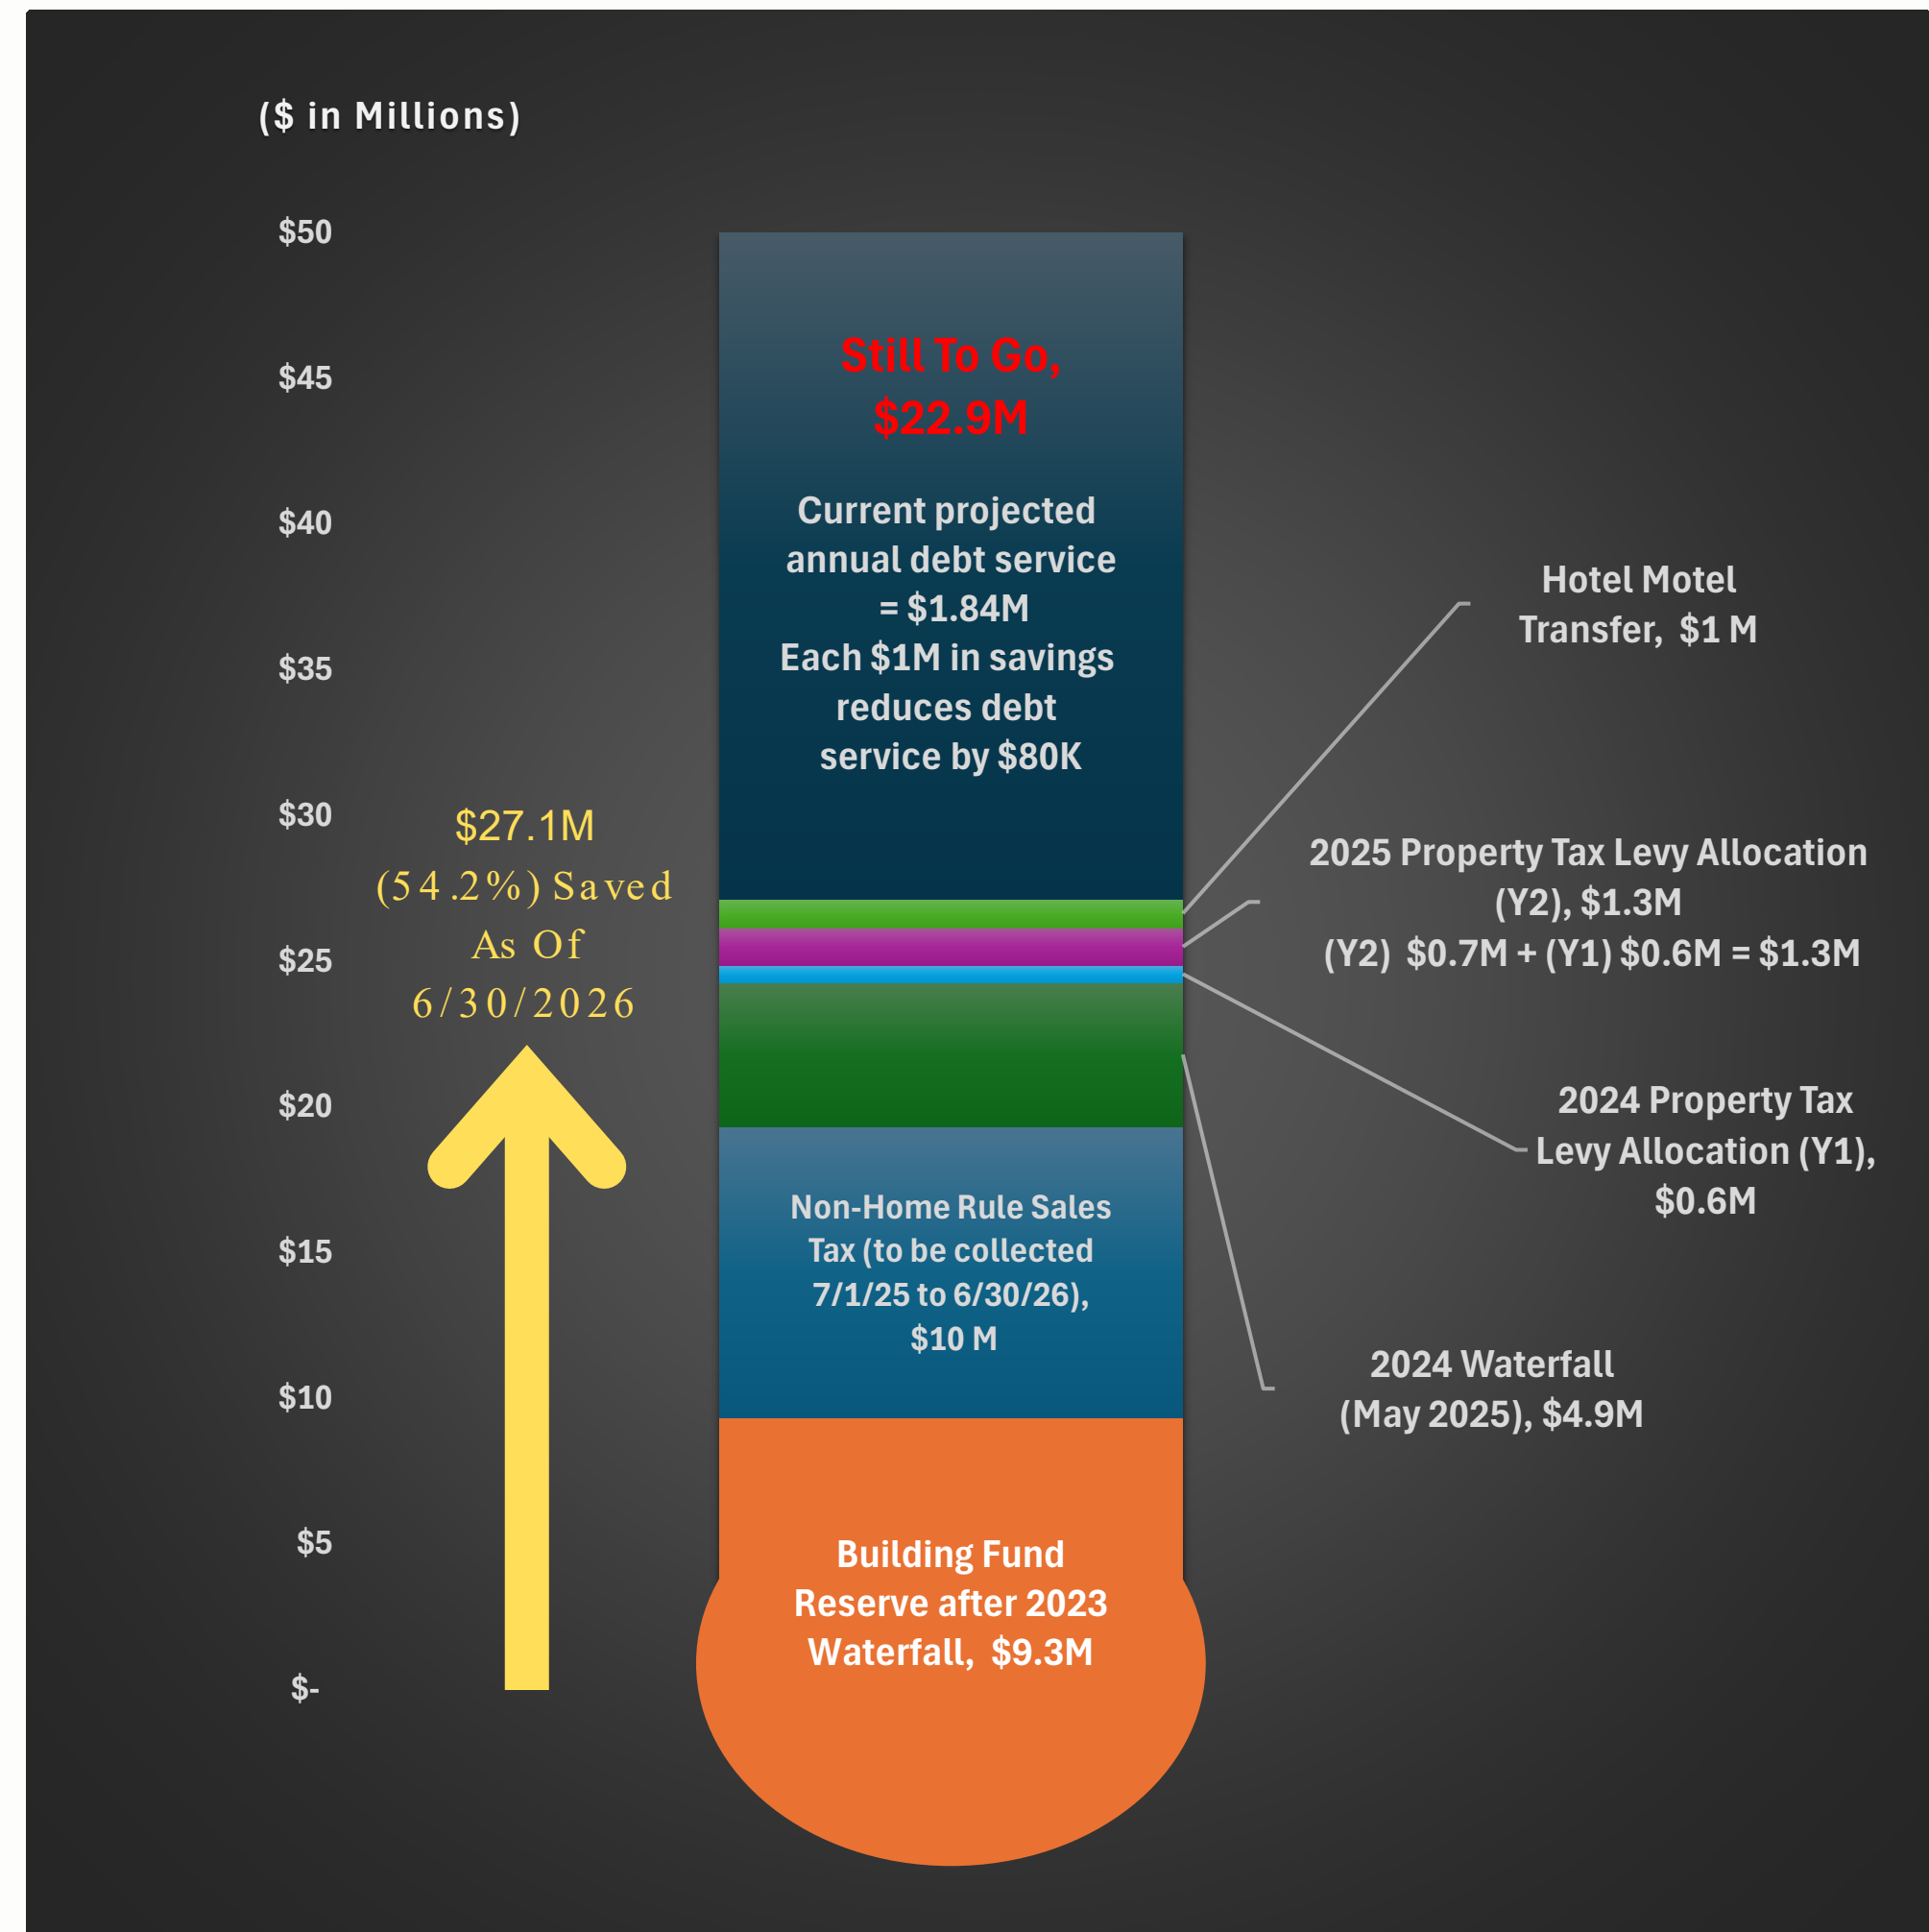 ($ in Millions)
$50
$45
$40
$35
$30
$25
$20
$15
$10
$5
$-
$27.1M
(54.2%) Saved
As Of
6/30/2026
Still To Go,
$22.9M
Current projected
annual debt service
= $1.84M
Each $1M in savings
reduces debt
service by $80K
Non-Home Rule Sales
Tax (to be collected
7/1/25 to 6/30/26),
$10 M
Building Fund
Reserve after 2023
Waterfall, $9.3M
Hotel Motel
Transfer, $1 M
2025 Property Tax Levy Allocation
(Y2), $1.3M
(Y2) $0.7M + (Y1) $0.6M = $1.3M
2024 Property Tax
Levy Allocation (Y1),
$0.6M
2024 Waterfall
(May 2025), $4.9M